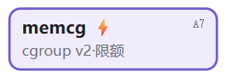 memcg ⚡
A7
cgroup v2·限额